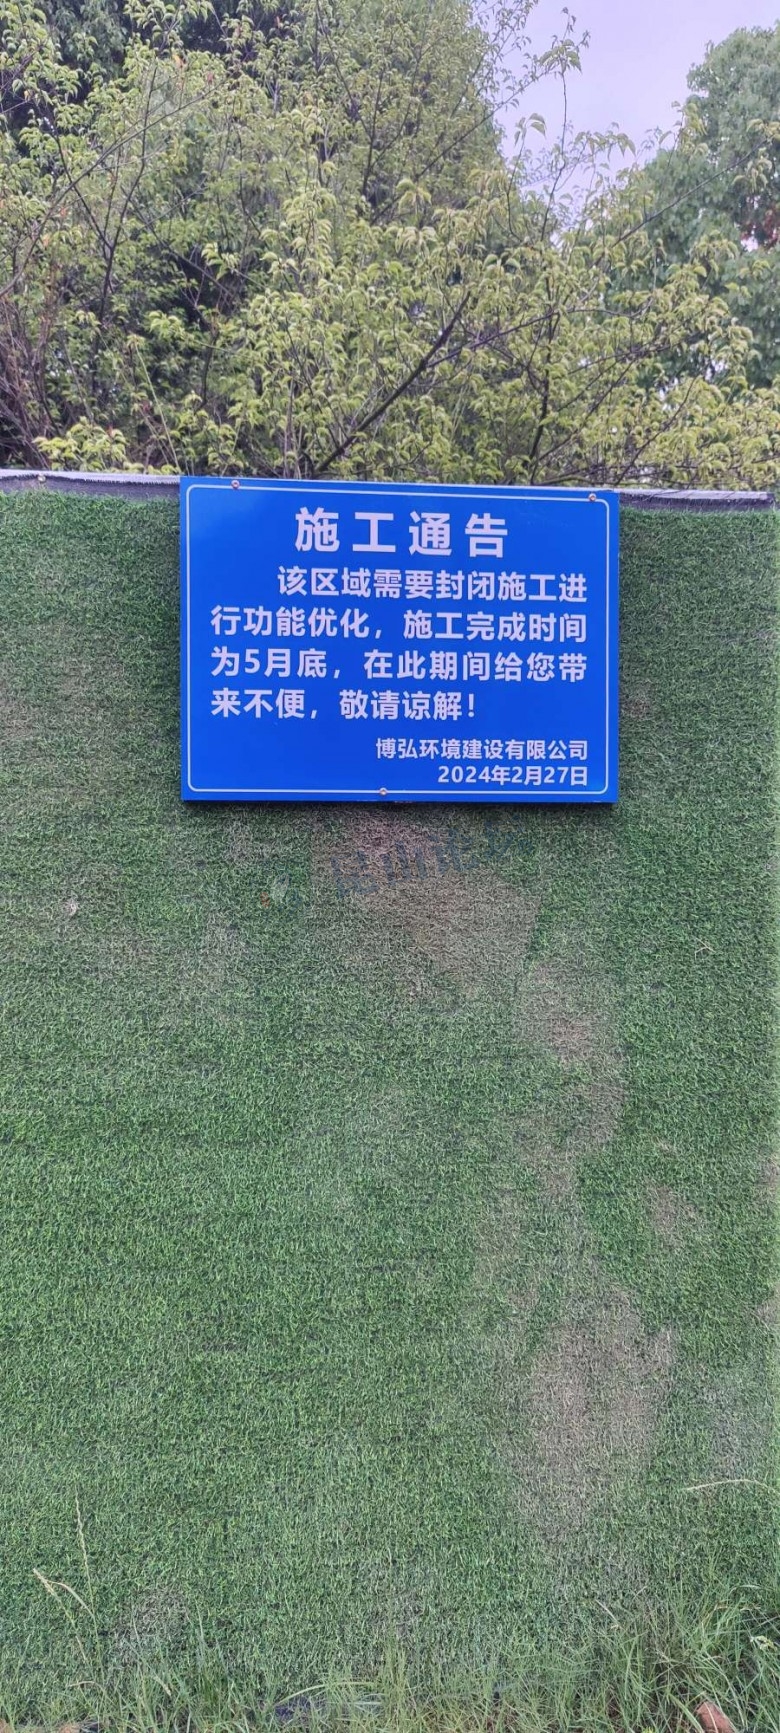 施工通告
该区域需要封闭施工进
行功能优化，施工完成时间
为5月底，在此期间给您带
来不便，敬请谅解！
博弘环境建设有限公司
2024年2月27日